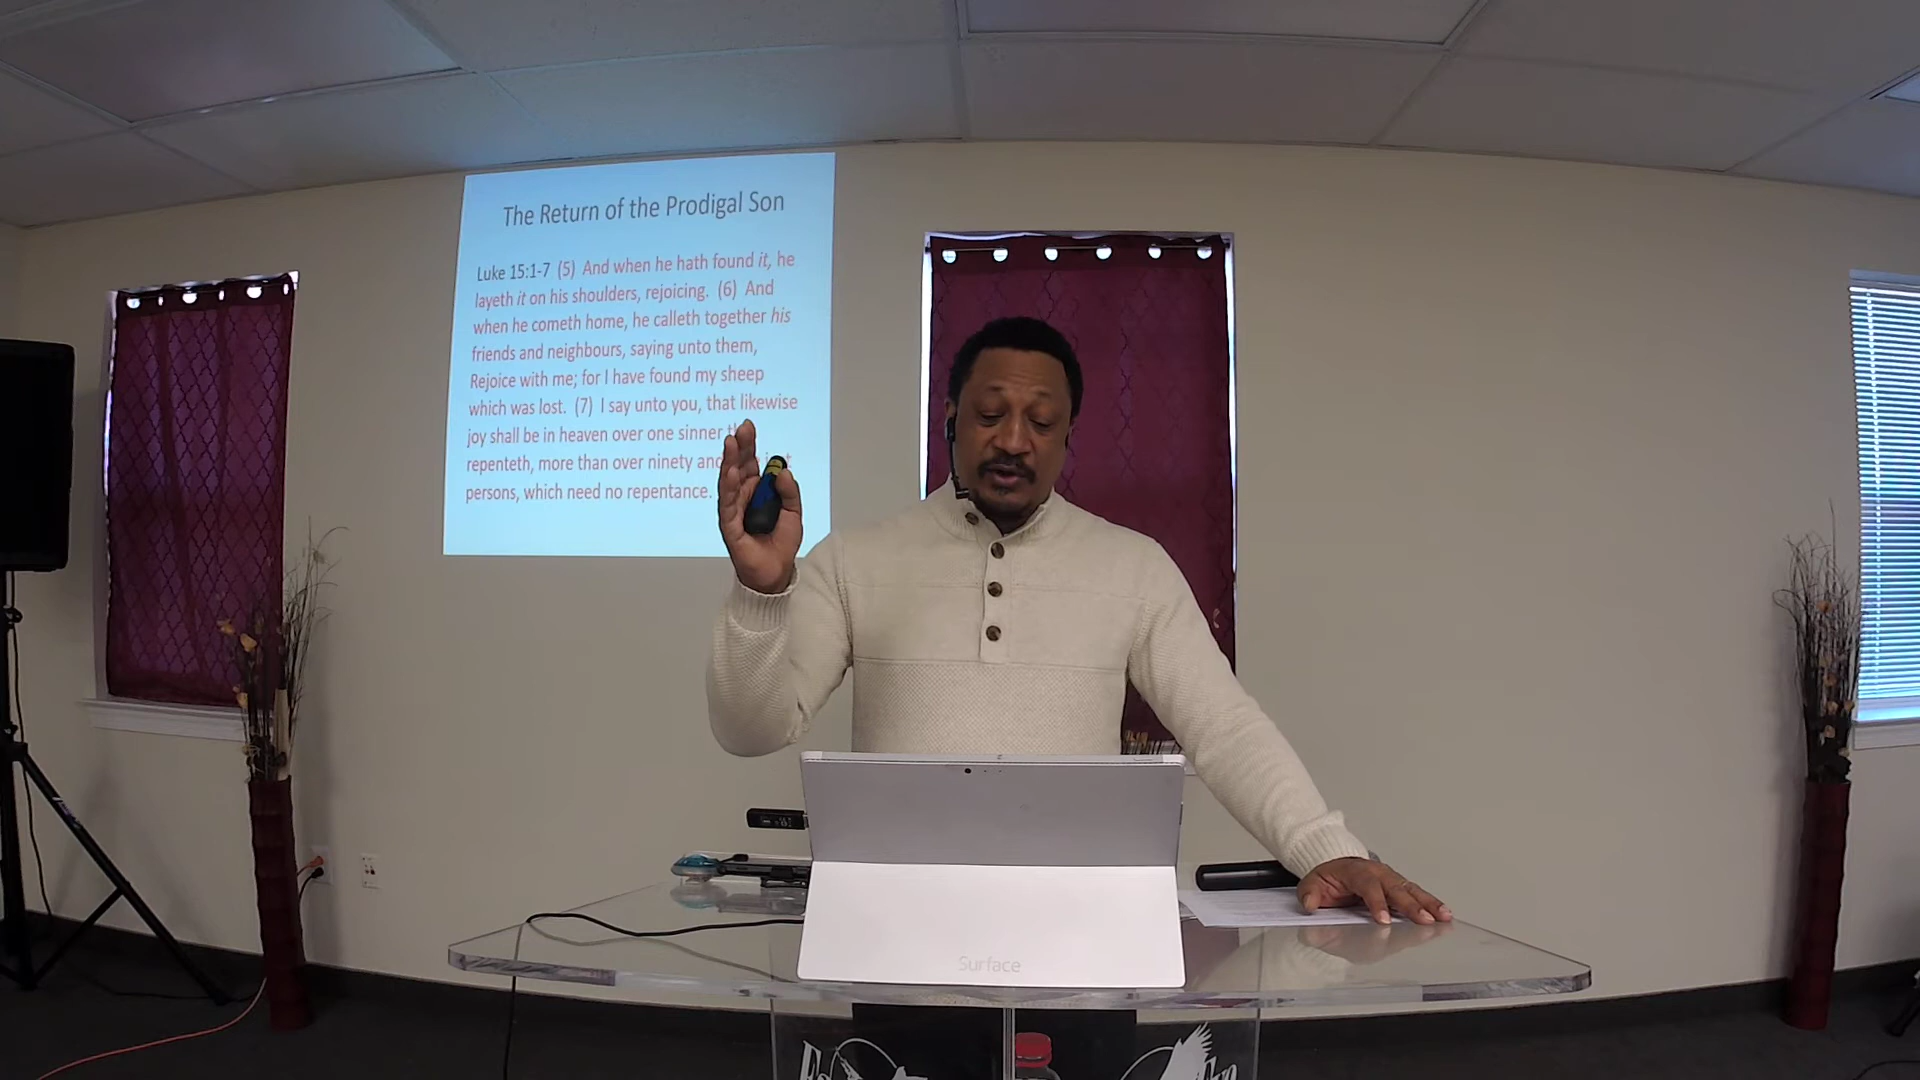 The Return of the Prodigal Son
Luke 15:1-7 (5) And when he hath found it, he
layeth it on his shoulders, rejoicing. (6) And
when he cometh home, he calleth together his
friends and neighbours, saying unto them,
Rejoice with me; for I have found my sheep
which was lost. (7) I say unto you, that likewise
joy shall be in heaven over one sinner
repenteth, more than over ninety and
persons, which need no repentance.
Surface